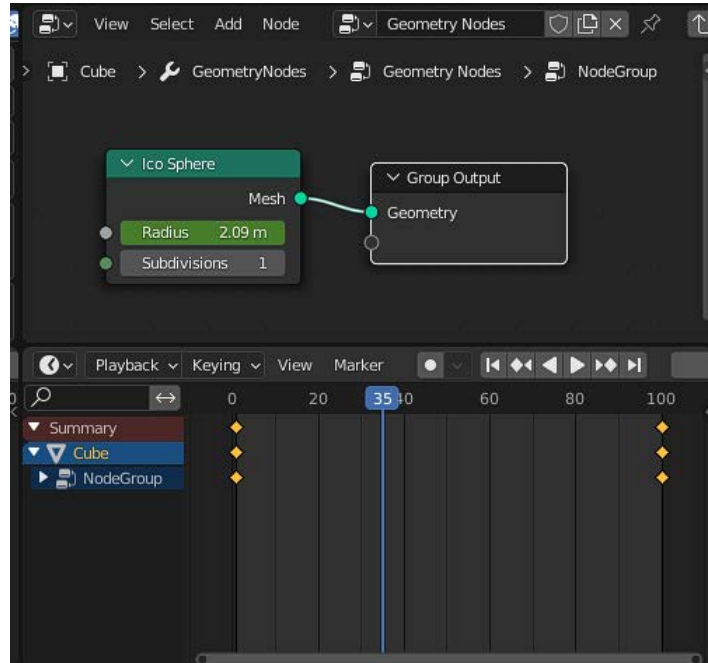 View Select Add Node Geometry Nodes
> Cube > GeometryNodes > Geometry Nodes > NodeGroup
Ico Sphere
Mesh
Radius 2.09 m
Subdivisions 1
Group Output
Geometry
Playback Keying View Marker
0 20 35 40 60 80 100
Summary
Cube
NodeGroup